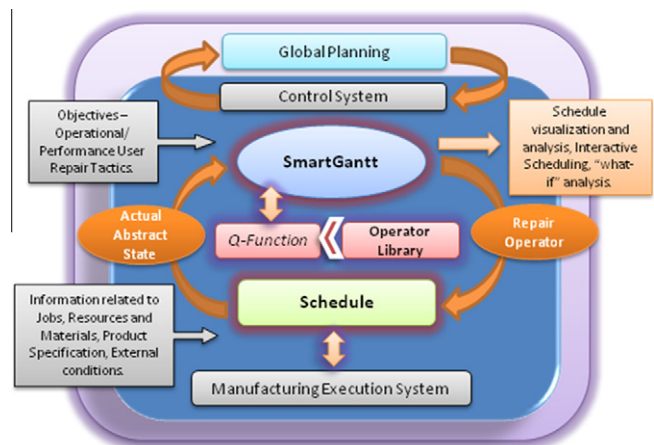 Global Planning
Control System
Objectives –
Operational/
Performance User
Repair Tactics.
Schedule
visualization and
analysis, Interactive
Scheduling, "what-
if" analysis.
SmartGantt
Actual
Abstract
State
Q-Function
Operator
Library
Repair
Operator
Schedule
Information related to
Jobs, Resources and
Materials, Product
Specification, External
conditions.
Manufacturing Execution System